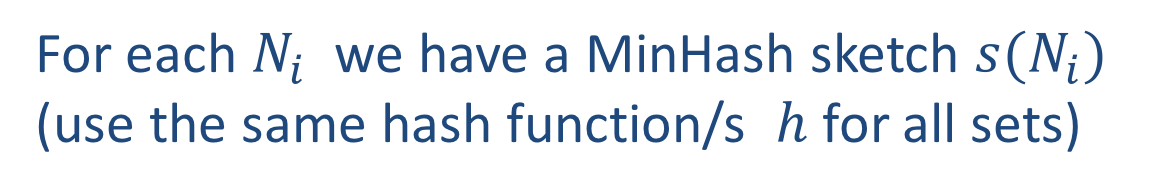 For each Nᵢ we have a MinHash sketch s(Nᵢ)
(use the same hash function/s h for all sets)